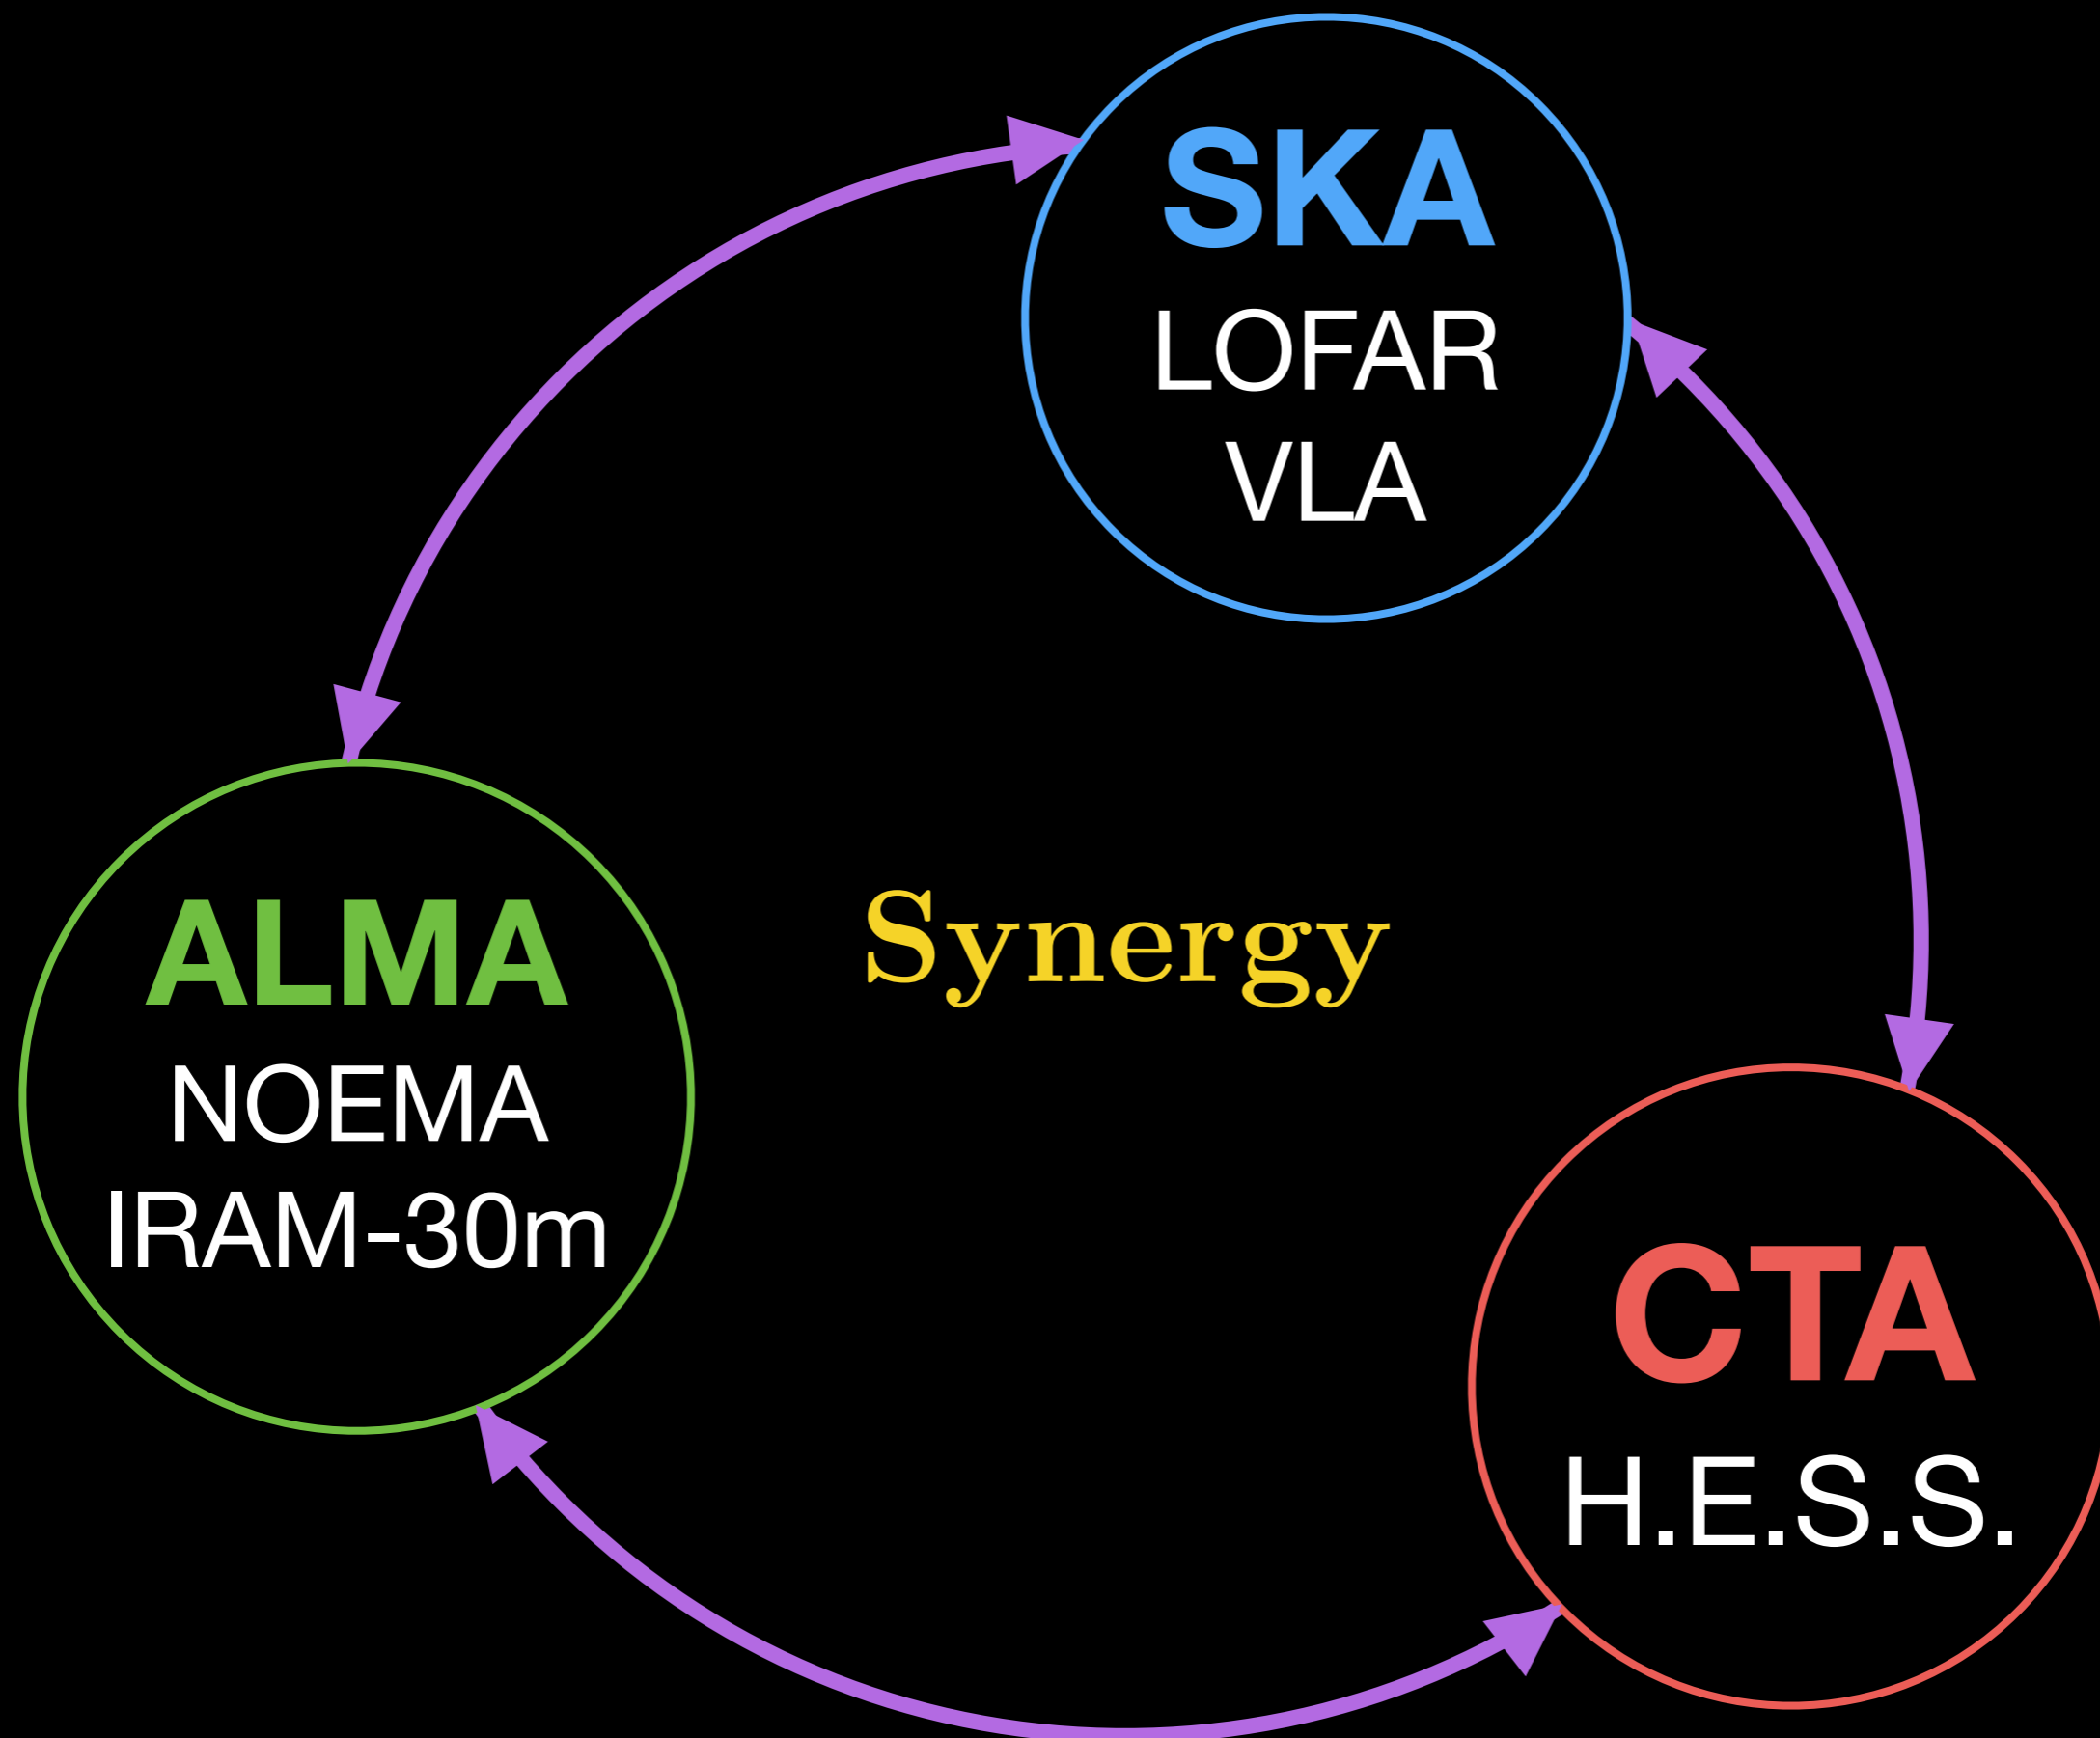 SKA
LOFAR
VLA
ALMA
NOEMA
IRAM-30m
Synergy
CTA
H.E.S.S.